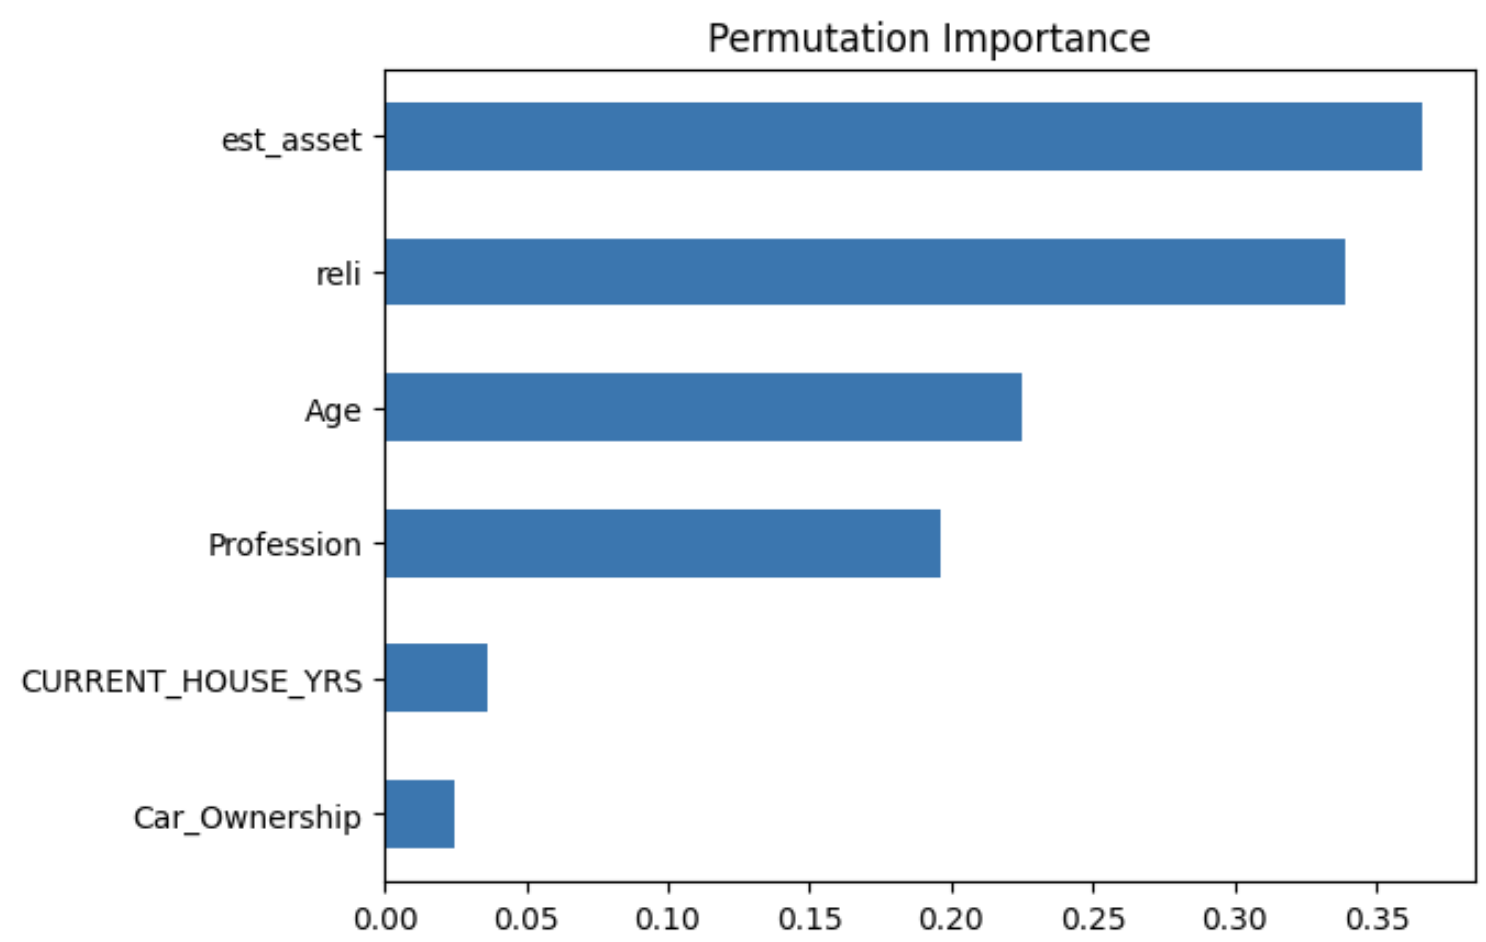 Permutation Importance
est_asset
reli
Age
Profession
CURRENT_HOUSE_YRS
Car_Ownership
0.00 0.05 0.10 0.15 0.20 0.25 0.30 0.35